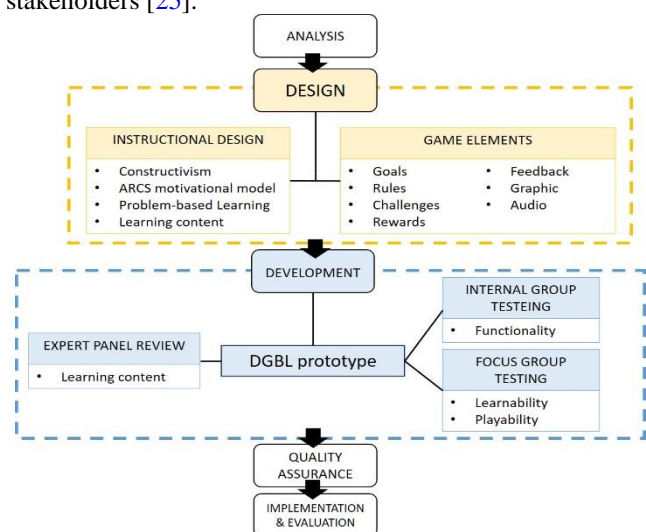 stakeholders [25].
ANALYSIS
DESIGN
INSTRUCTIONAL DESIGN
• Constructivism
• ARCS motivational model
• Problem-based Learning
• Learning content
GAME ELEMENTS
• Goals
• Rules
• Challenges
• Rewards
• Feedback
• Graphic
• Audio
DEVELOPMENT
EXPERT PANEL REVIEW
• Learning content
DGBL prototype
INTERNAL GROUP
TESTEING
• Functionality
FOCUS GROUP
TESTING
• Learnability
• Playability
QUALITY
ASSURANCE
IMPLEMENTATION
& EVALUATION